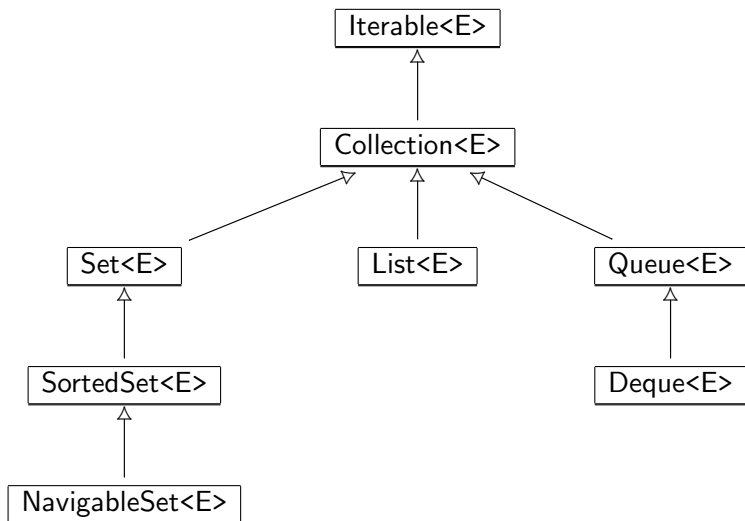 Iterable<E>
Collection<E>
Set<E>
List<E>
Queue<E>
SortedSet<E>
Deque<E>
NavigableSet<E>